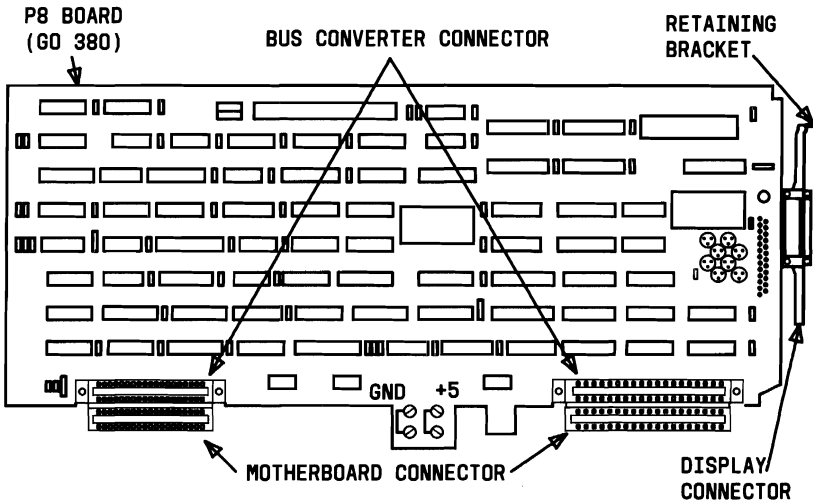 P8 BOARD
(GO 380)
BUS CONVERTER CONNECTOR
RETAINING
BRACKET
GND +5
MOTHERBOARD CONNECTOR
DISPLAY
CONNECTOR